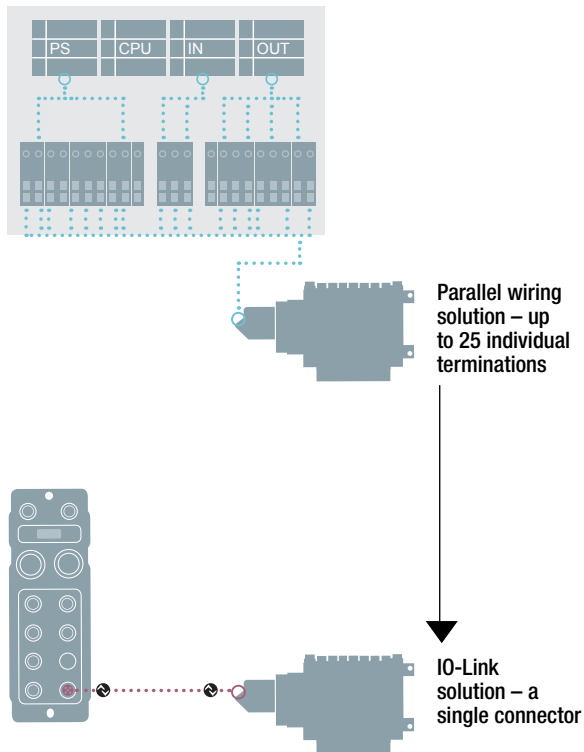 PS CPU IN OUT
Parallel wiring
solution – up
to 25 individual
terminations
IO-Link
solution – a
single connector